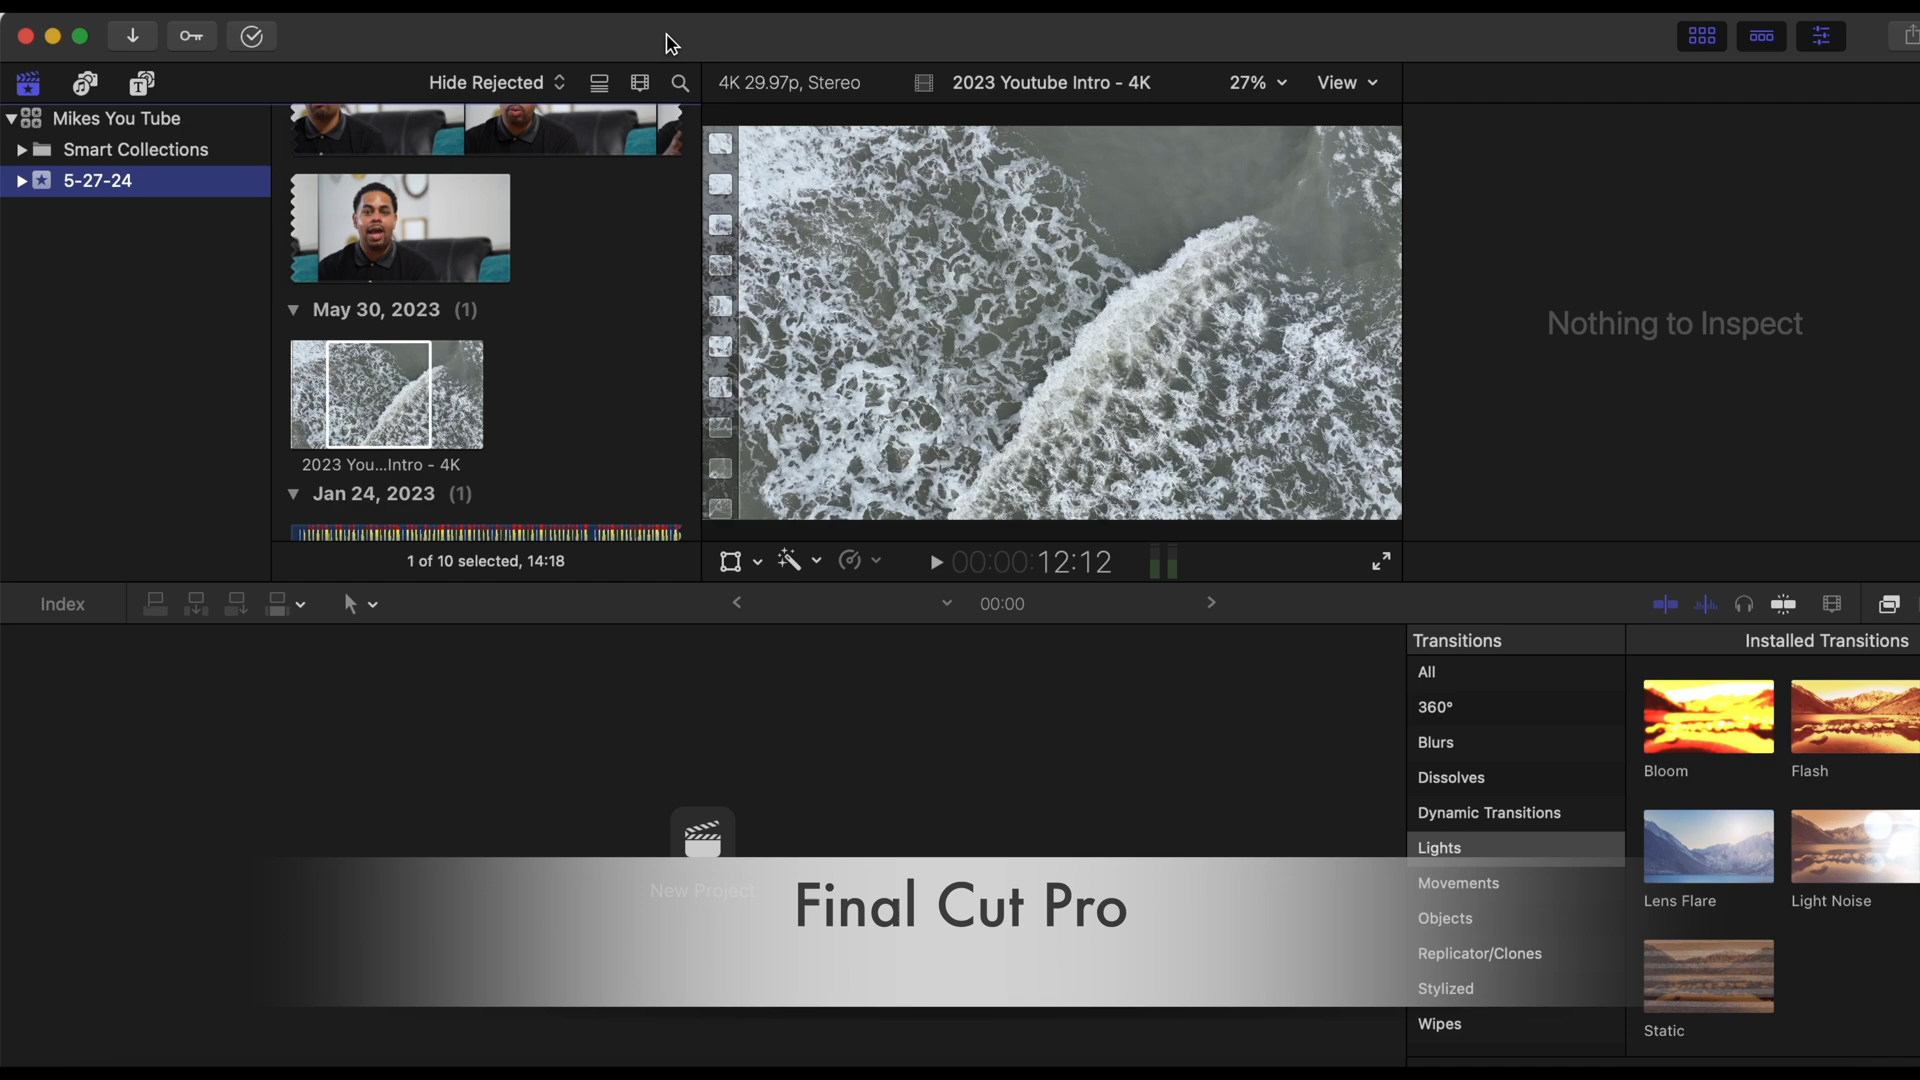 Hide Rejected
4K 29.97p, Stereo
2023 Youtube Intro - 4K
27%
View
Mikes You Tube
Smart Collections
5-27-24
May 30, 2023 (1)
2023 You...Intro - 4K
Jan 24, 2023 (1)
1 of 10 selected, 14:18
00:00:12:12
Nothing to Inspect
Index
00:00
Transitions
Installed Transitions
All
360°
Blurs
Dissolves
Dynamic Transitions
Lights
Movements
Objects
Replicator/Clones
Stylized
Wipes
Bloom
Flash
Lens Flare
Light Noise
Static
New Project
Final Cut Pro